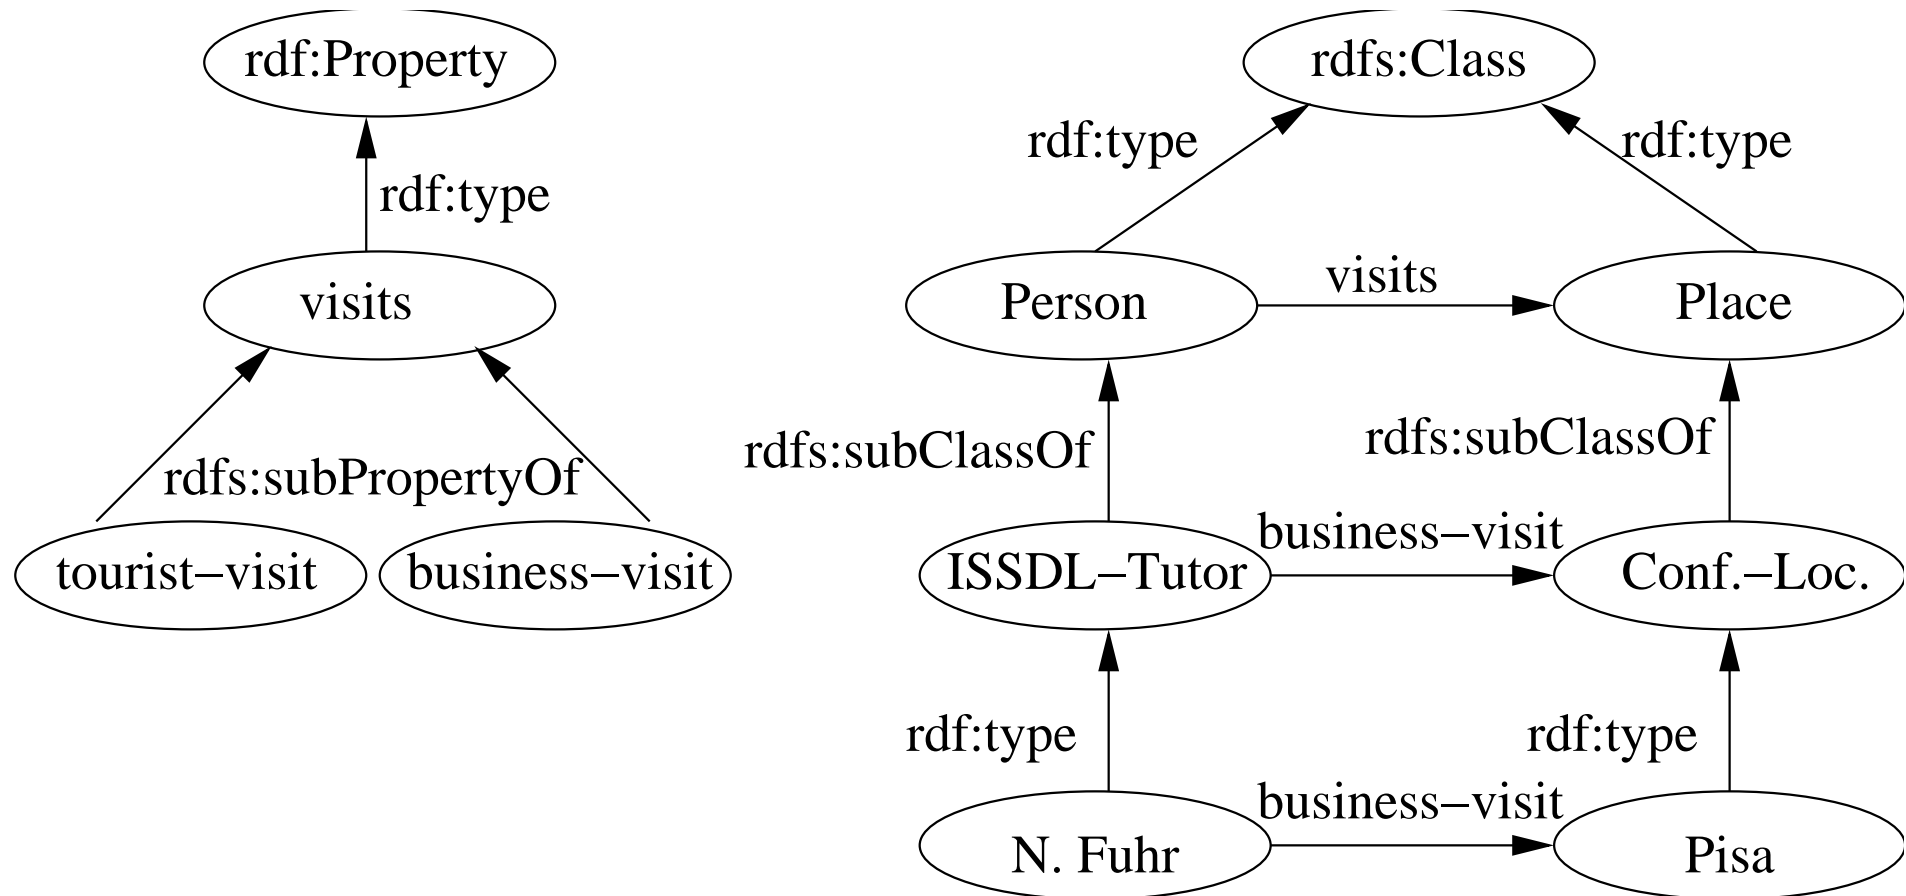 rdf:Property
rdfs:Class
rdf:type
rdf:type
rdf:type
visits
Person
visits
Place
rdfs:subPropertyOf
rdfs:subClassOf
rdfs:subClassOf
tourist–visit
business–visit
ISSDL–Tutor
business–visit
Conf.–Loc.
rdf:type
rdf:type
N. Fuhr
business–visit
Pisa